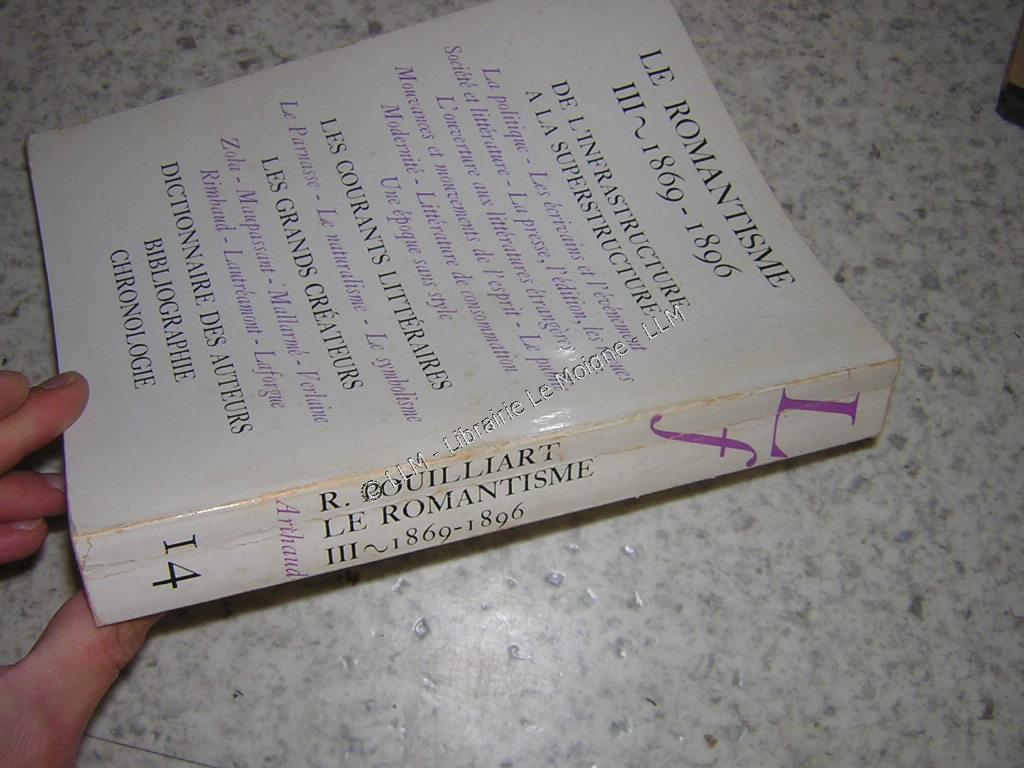 LE ROMANTISME
III ~ 1869-1896
DE L'INFRASTRUCTURE
A LA SUPERSTRUCTURE
La politique - Les écrivains et l'événement
Société et littérature - La presse, l'édition, les
L'ouverture aux littératures étrangères
Mouvances et mouvements de l'esprit - Le
Modernité - Littérature de consommation
Une époque sans style
LES COURANTS LITTÉRAIRES
Le Parnasse - Le naturalisme - Le symbolisme
LES GRANDS CRÉATEURS
Zola - Maupassant - Mallarmé - Verlaine
Rimbaud - Lautréamont - Laforgue
DICTIONNAIRE DES AUTEURS
BIBLIOGRAPHIE
CHRONOLOGIE
Lf
R. POUILLIART
LE ROMANTISME
III ~ 1869-1896
Arthaud
14
© LLM - Librairie Le Moigne - LLM